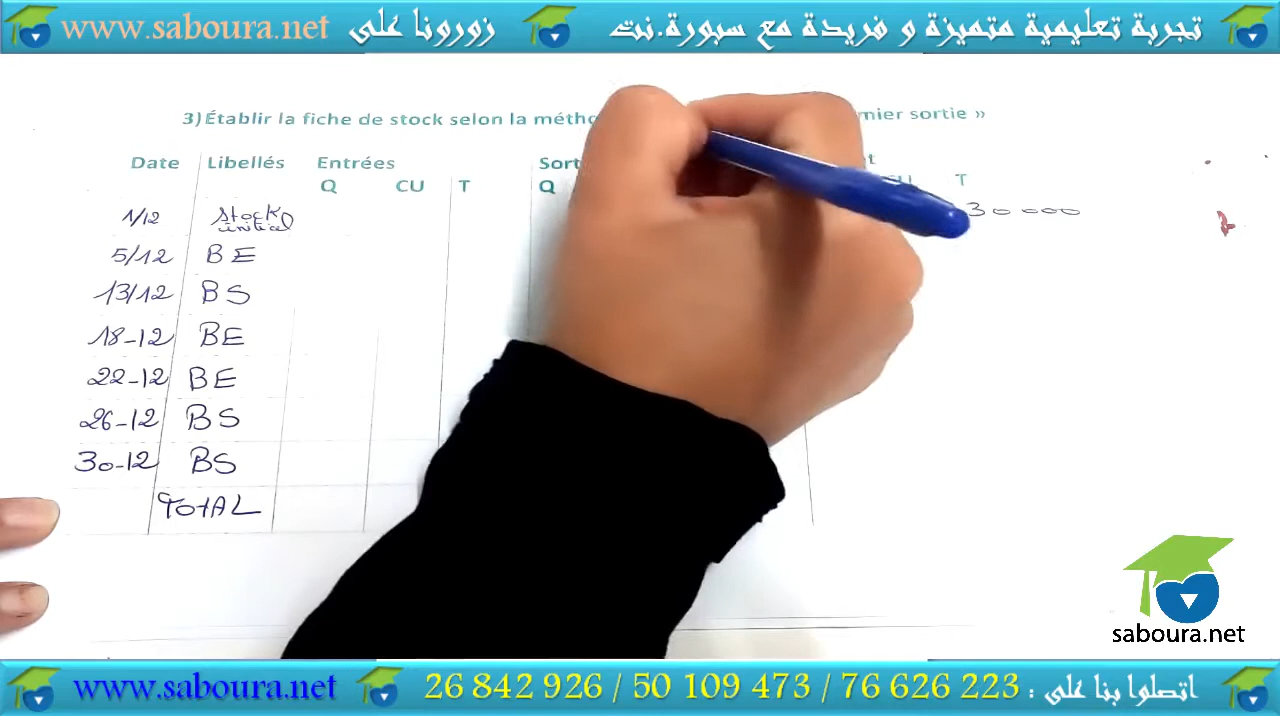 www.saboura.net زورونا على تجربة تعليمية متميزة و فريدة مع سبورة.نت
3) Établir la fiche de stock selon la métho mier sortie »
Date Libellés Entrées Sort t
Q CU T Q CU T
1/12 Stock initial 30 000
5/12 BE
13/12 BS
18-12 BE
22-12 BE
26-12 BS
30-12 BS
TOTAL
saboura.net
www.saboura.net 26 842 926 / 50 109 473 / 76 626 223 : اتصلوا بنا على